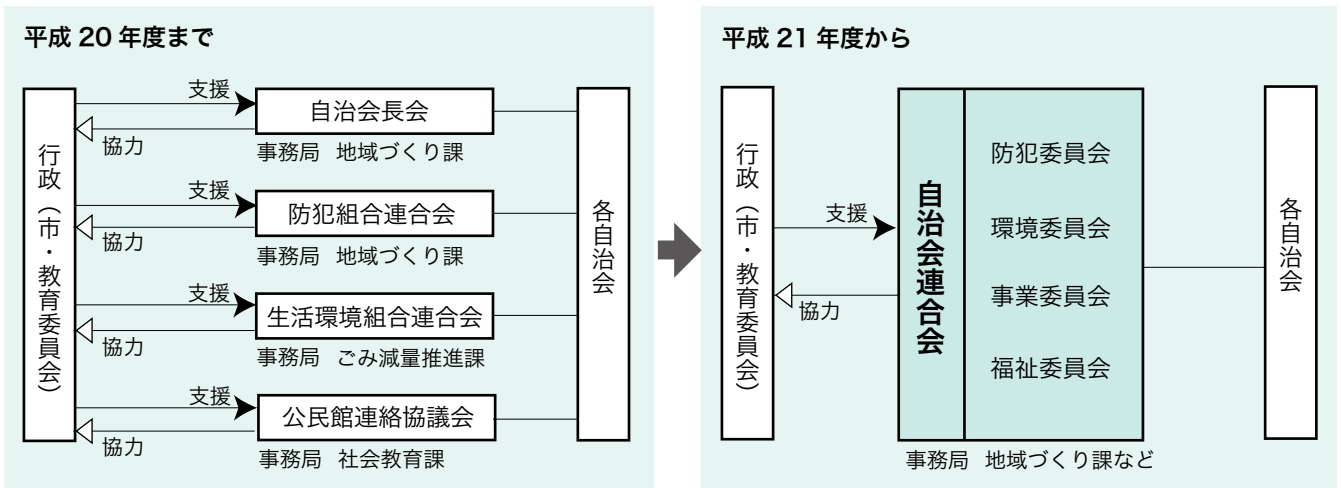 平成 20 年度まで
行政（市・教育委員会）
支援
協力
自治会長会
事務局 地域づくり課
支援
協力
防犯組合連合会
事務局 地域づくり課
支援
協力
生活環境組合連合会
事務局 ごみ減量推進課
支援
協力
公民館連絡協議会
事務局 社会教育課
各自治会
平成 21 年度から
行政（市・教育委員会）
支援
協力
自治会連合会
防犯委員会
環境委員会
事業委員会
福祉委員会
事務局 地域づくり課など
各自治会